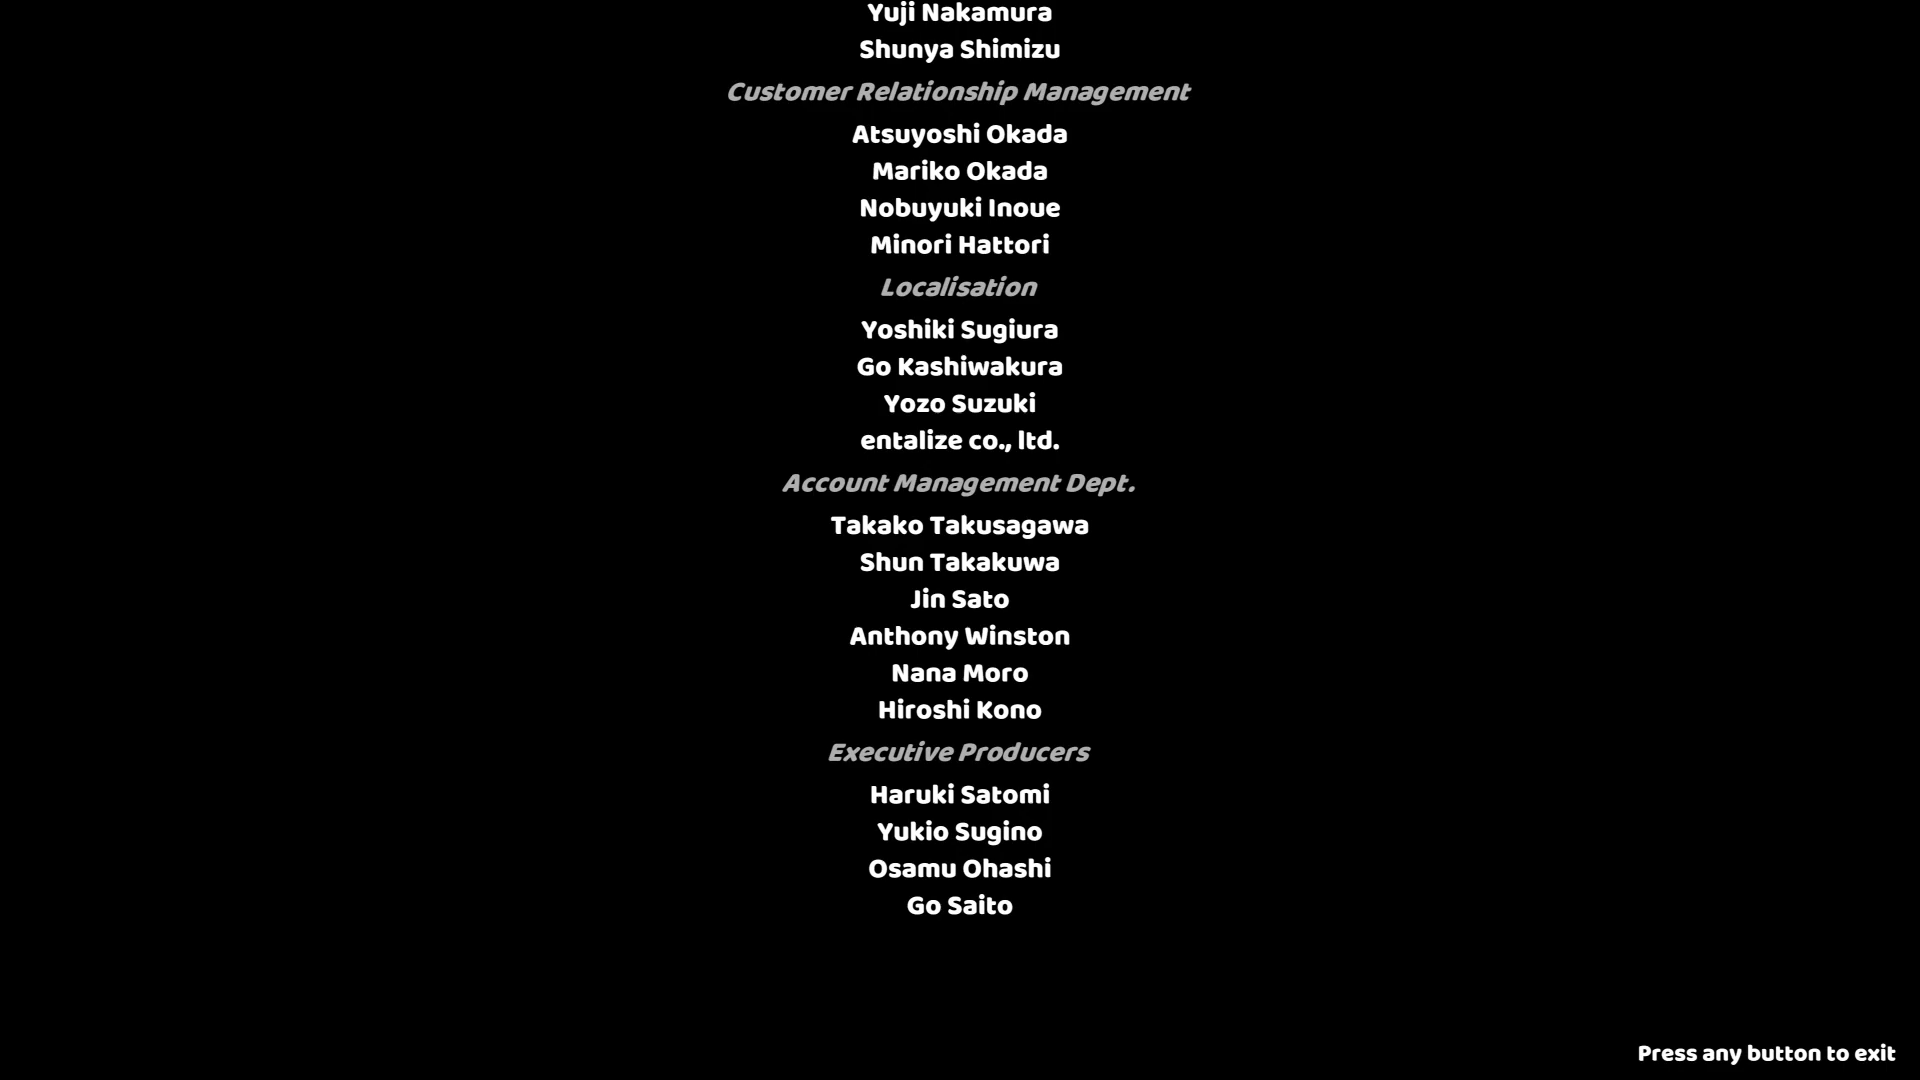 Yuji Nakamura
Shunya Shimizu
Customer Relationship Management
Atsuyoshi Okada
Mariko Okada
Nobuyuki Inoue
Minori Hattori
Localisation
Yoshiki Sugiura
Go Kashiwakura
Yozo Suzuki
entalize co., ltd.
Account Management Dept.
Takako Takusagawa
Shun Takakuwa
Jin Sato
Anthony Winston
Nana Moro
Hiroshi Kono
Executive Producers
Haruki Satomi
Yukio Sugino
Osamu Ohashi
Go Saito
Press any button to exit